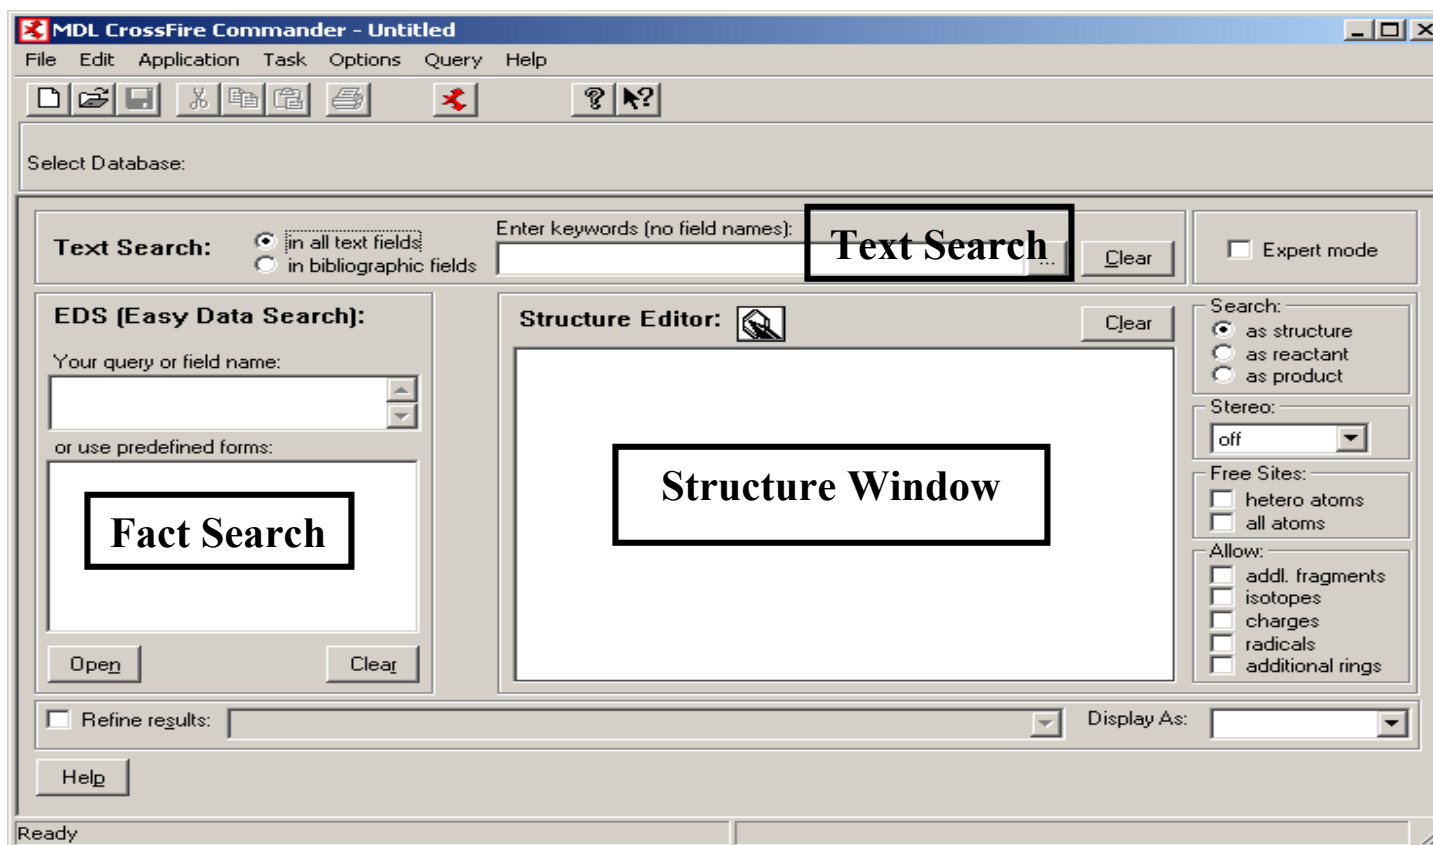 MDL CrossFire Commander - Untitled
File Edit Application Task Options Query Help
Select Database:
Text Search:
in all text fields
in bibliographic fields
Enter keywords (no field names):
Text Search
...
Clear
Expert mode
EDS (Easy Data Search):
Your query or field name:
or use predefined forms:
Fact Search
Open
Clear
Structure Editor:
Clear
Structure Window
Search:
as structure
as reactant
as product
Stereo:
off
Free Sites:
hetero atoms
all atoms
Allow:
addl. fragments
isotopes
charges
radicals
additional rings
Refine results:
Display As:
Help
Ready